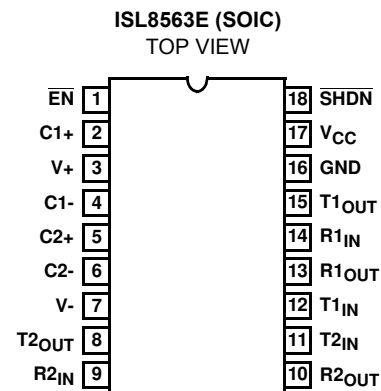 ISL8563E (SOIC)
TOP VIEW
EN 1 18 SHDN
C1+ 2 17 VCC
V+ 3 16 GND
C1- 4 15 T1OUT
C2+ 5 14 R1IN
C2- 6 13 R1OUT
V- 7 12 T1IN
T2OUT 8 11 T2IN
R2IN 9 10 R2OUT